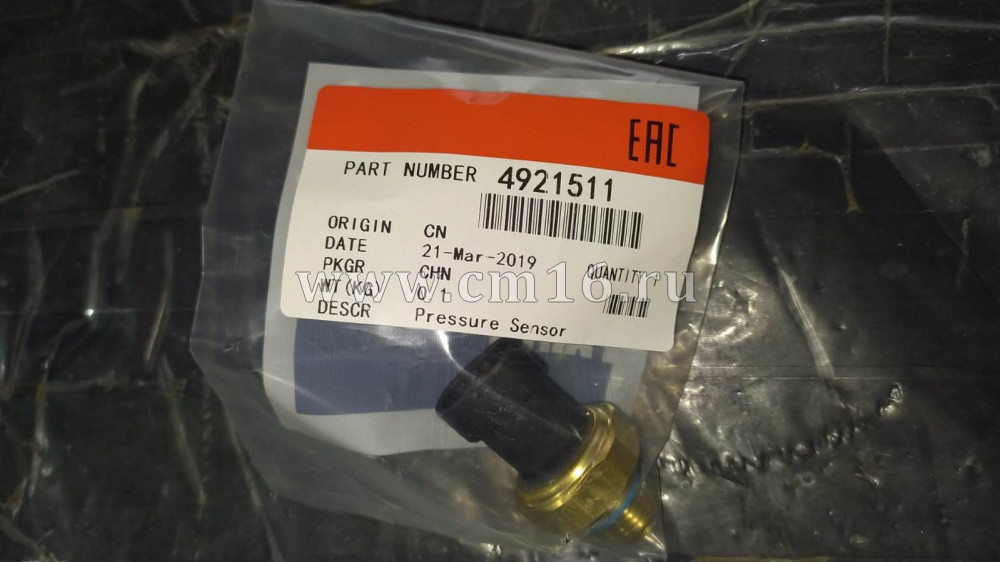 EAC
PART NUMBER 4921511
ORIGIN CN
DATE 21-Mar-2019
PKGR CHN QUANTITY 1
WT(KG) 0.1
DESCR Pressure Sensor
www.cm16.ru